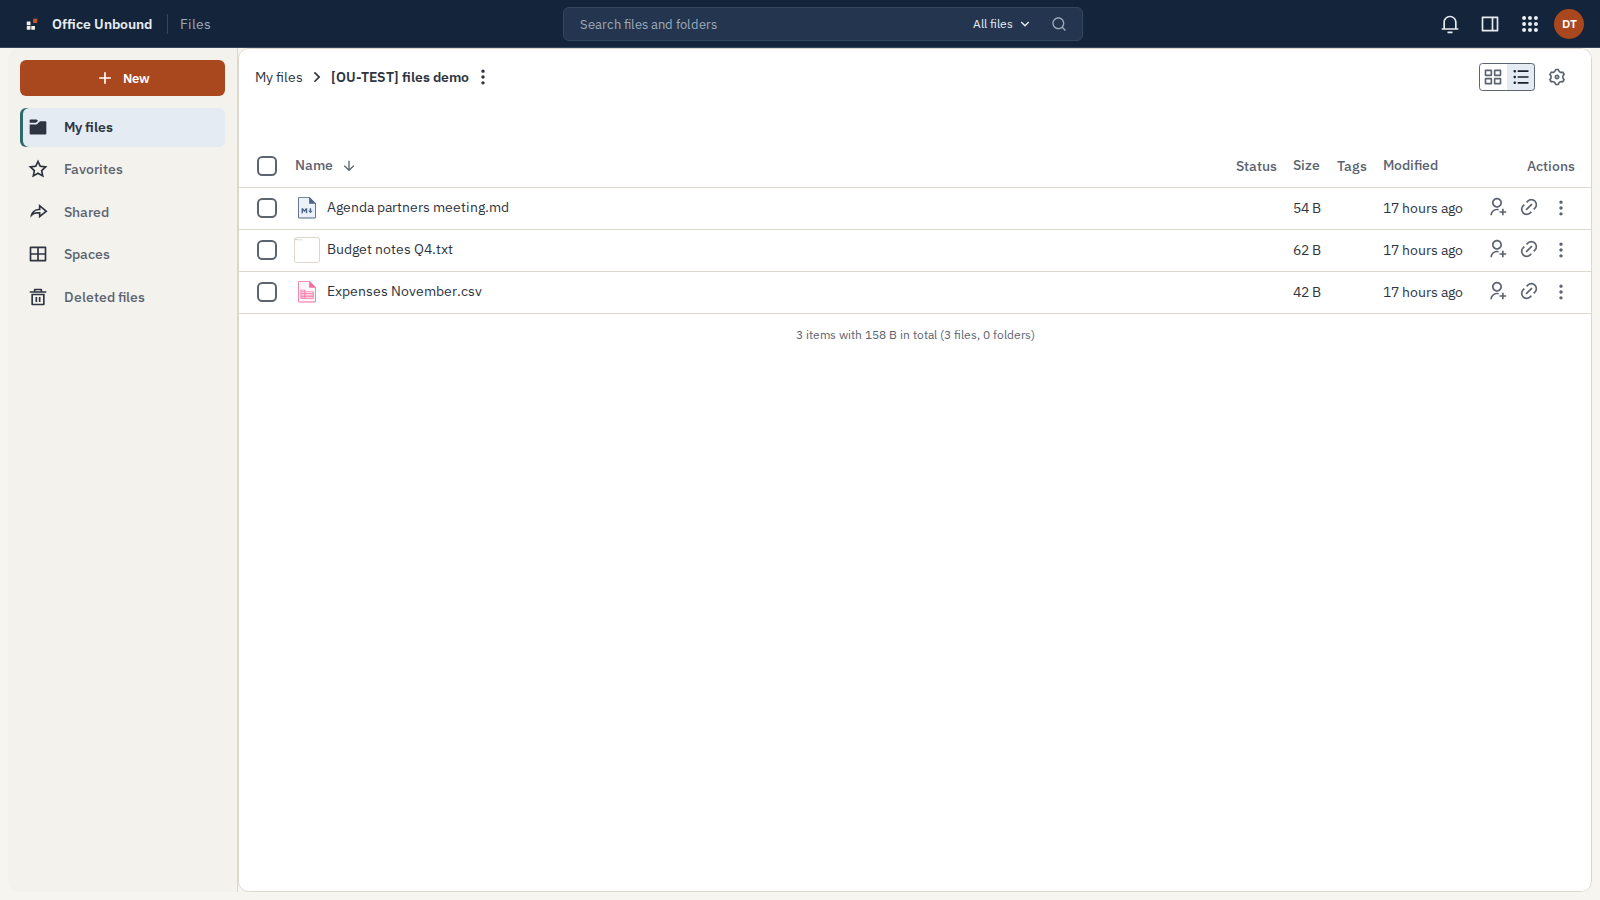 Office Unbound
Files
Search files and folders
All files
DT
New
My files
Favorites
Shared
Spaces
Deleted files
My files
[OU-TEST] files demo
Name Status Size Tags Modified Actions
Agenda partners meeting.md 54 B 17 hours ago
Budget notes Q4.txt 62 B 17 hours ago
Expenses November.csv 42 B 17 hours ago
3 items with 158 B in total (3 files, 0 folders)